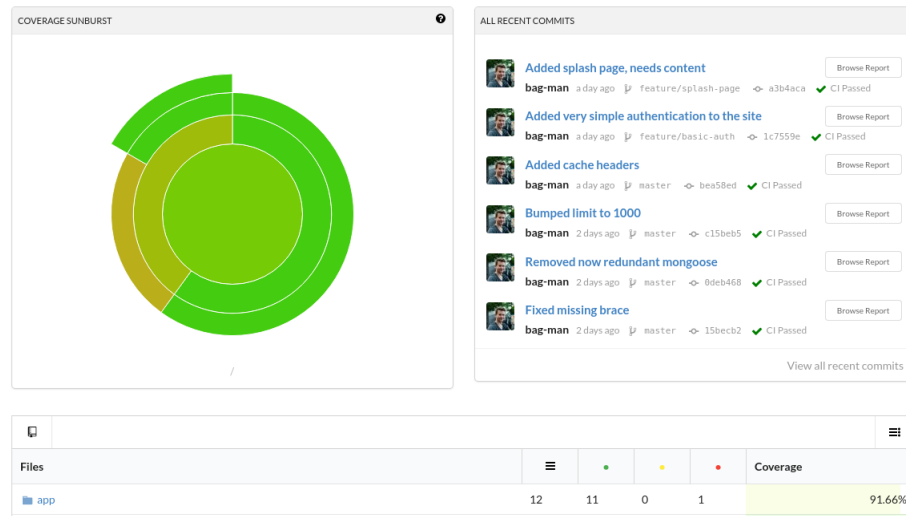 COVERAGE SUNBURST
/
ALL RECENT COMMITS
Added splash page, needs content
Browse Report
bag-man a day ago feature/splash-page a3b4aca CI Passed
Added very simple authentication to the site
Browse Report
bag-man a day ago feature/basic-auth 1c7559e CI Passed
Added cache headers
Browse Report
bag-man a day ago master bea58ed CI Passed
Bumped limit to 1000
Browse Report
bag-man 2 days ago master c15beb5 CI Passed
Removed now redundant mongoose
Browse Report
bag-man 2 days ago master 0deb468 CI Passed
Fixed missing brace
Browse Report
bag-man 2 days ago master 15becb2 CI Passed
View all recent commits
Files Coverage
app 12 11 0 1 91.66%